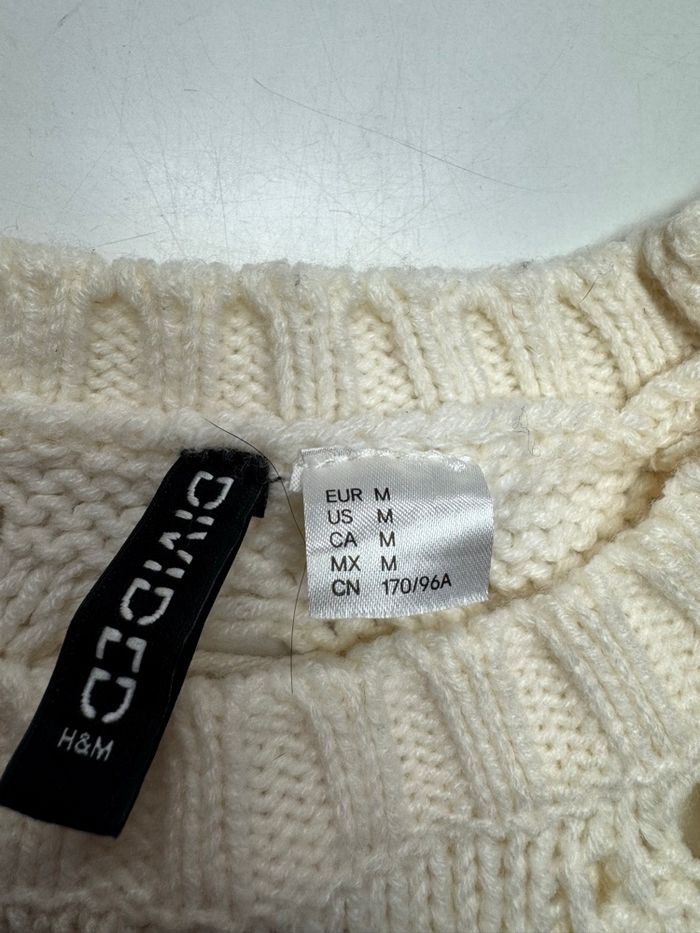 DIVIDED
H&M
EUR M
US M
CA M
MX M
CN 170/96A